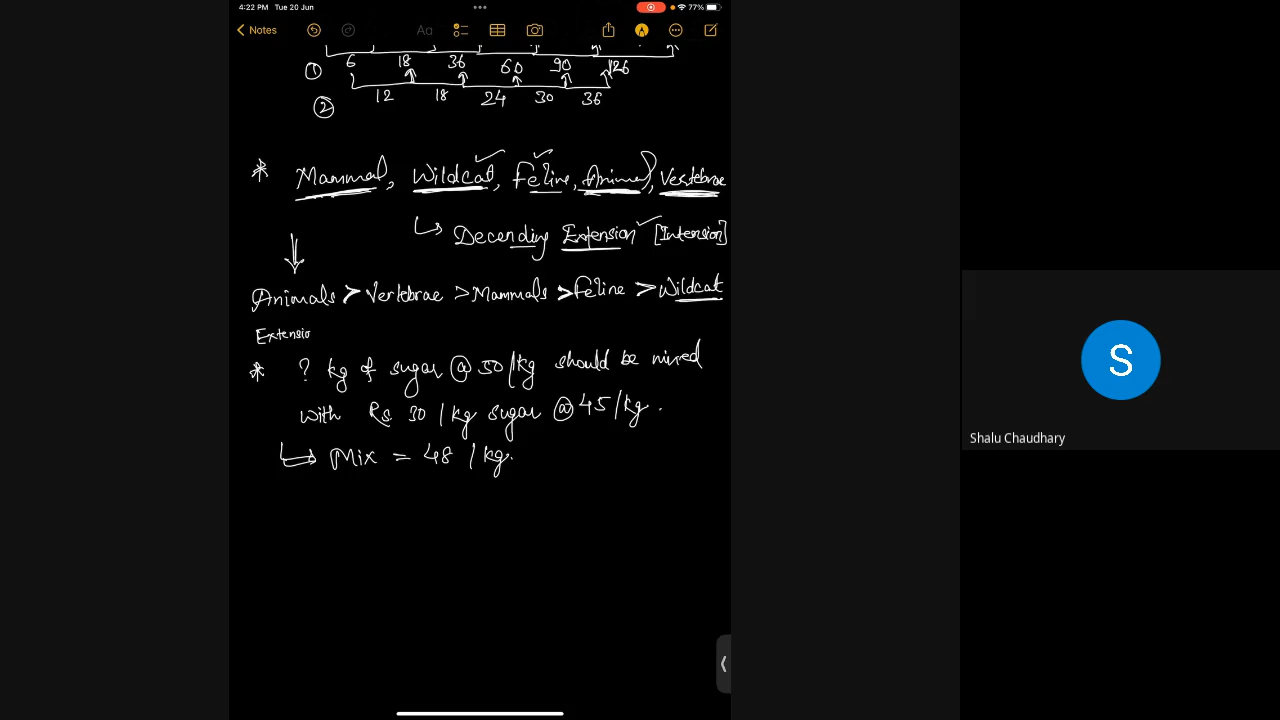 4:22 PM Tue 20 Jun
77%
Notes
Aa
① 6 18 36 60 90 126
② 12 18 24 30 36
* Mammal, Wildcat, Feline, Animal, Vertebrae
↳ Decending Extension [Intension]
Animals > Vertebrae > Mammals > Feline > Wildcat
Extensio
* ? kg of sugar @ 50/kg should be mixed
with Rs. 30 /kg sugar @ 45/kg.
↳ Mix = 48 /kg.
S
Shalu Chaudhary